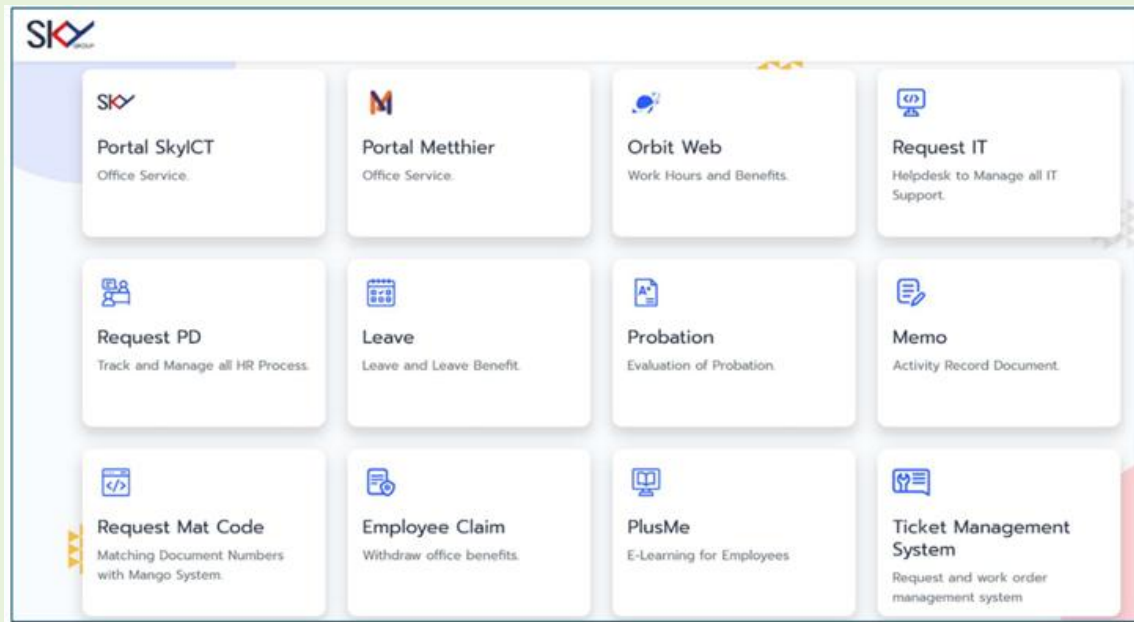 SKY
GROUP
SKY
Portal SkyICT
Office Service.
Portal Metthier
Office Service.
Orbit Web
Work Hours and Benefits.
Request IT
Helpdesk to Manage all IT
Support.
Request PD
Track and Manage all HR Process.
Leave
Leave and Leave Benefit.
A+
Probation
Evaluation of Probation.
Memo
Activity Record Document.
Request Mat Code
Matching Document Numbers
with Mango System.
Employee Claim
Withdraw office benefits.
PlusMe
E-Learning for Employees
Ticket Management
System
Request and work order
management system